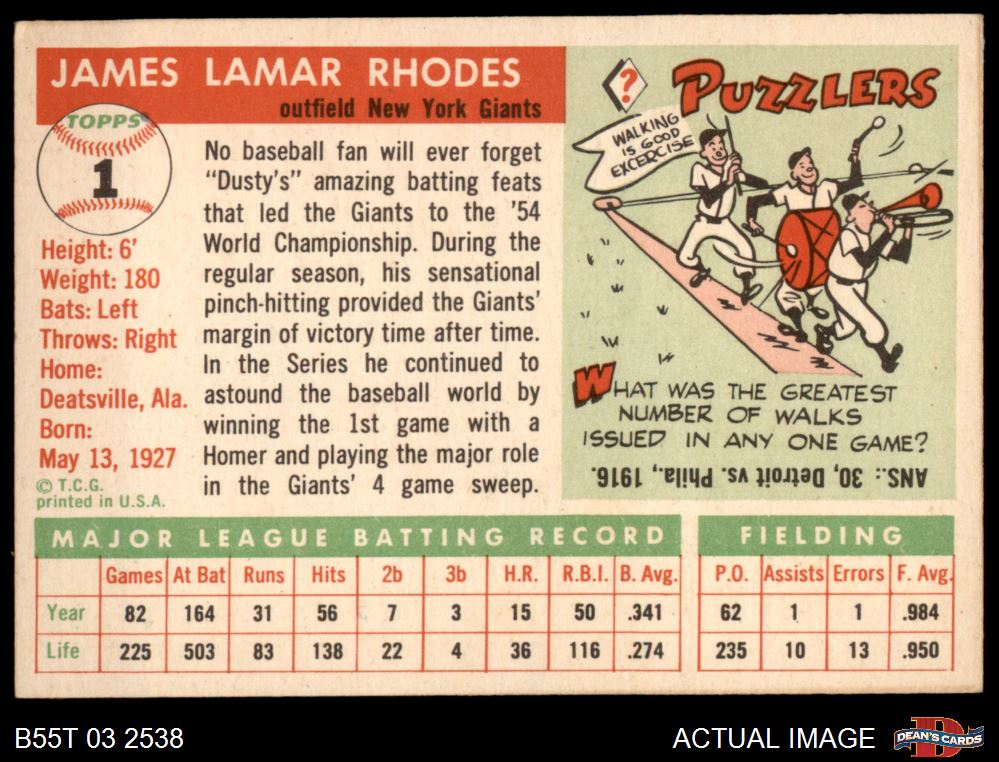 JAMES LAMAR RHODES
outfield New York Giants
TOPPS
1
Height: 6'
Weight: 180
Bats: Left
Throws: Right
Home:
Deatsville, Ala.
Born:
May 13, 1927
© T.C.G.
printed in U.S.A.
No baseball fan will ever forget
"Dusty's" amazing batting feats
that led the Giants to the '54
World Championship. During the
regular season, his sensational
pinch-hitting provided the Giants'
margin of victory time after time.
In the Series he continued to
astound the baseball world by
winning the 1st game with a
Homer and playing the major role
in the Giants' 4 game sweep.
? PUZZLERS
WALKING
IS GOOD
EXCERCISE
WHAT WAS THE GREATEST
NUMBER OF WALKS
ISSUED IN ANY ONE GAME?
ANS.: 30, Detroit vs. Phila., 1916.
MAJOR LEAGUE BATTING RECORD
Games At Bat Runs Hits 2b 3b H.R. R.B.I. B. Avg.
Year 82 164 31 56 7 3 15 50 .341
Life 225 503 83 138 22 4 36 116 .274
FIELDING
P.O. Assists Errors F. Avg.
62 1 1 .984
235 10 13 .950
B55T 03 2538
ACTUAL IMAGE
DEAN'S CARDS